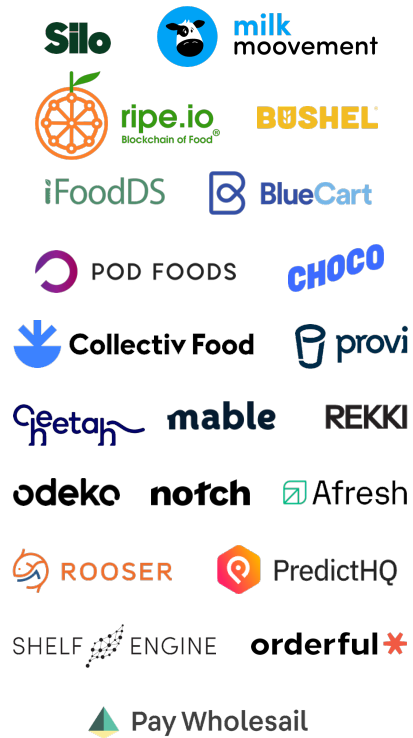 Silo
milk
moovement
ripe.io
Blockchain of Food®
BUSHEL
iFoodDS
BlueCart
POD FOODS
CHOCO
Collectiv Food
provi
Cheetah
mable
REKKI
odeko
notch
Afresh
ROOSER
PredictHQ
SHELF ENGINE
orderful
Pay Wholesail